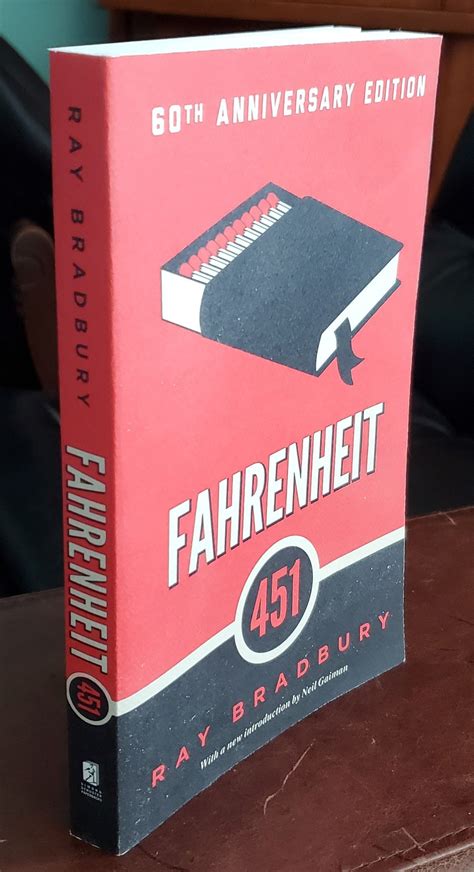 60TH ANNIVERSARY EDITION
FAHRENHEIT
451
RAY BRADBURY
With a new introduction by Neil Gaiman
RAY BRADBURY
FAHRENHEIT
451